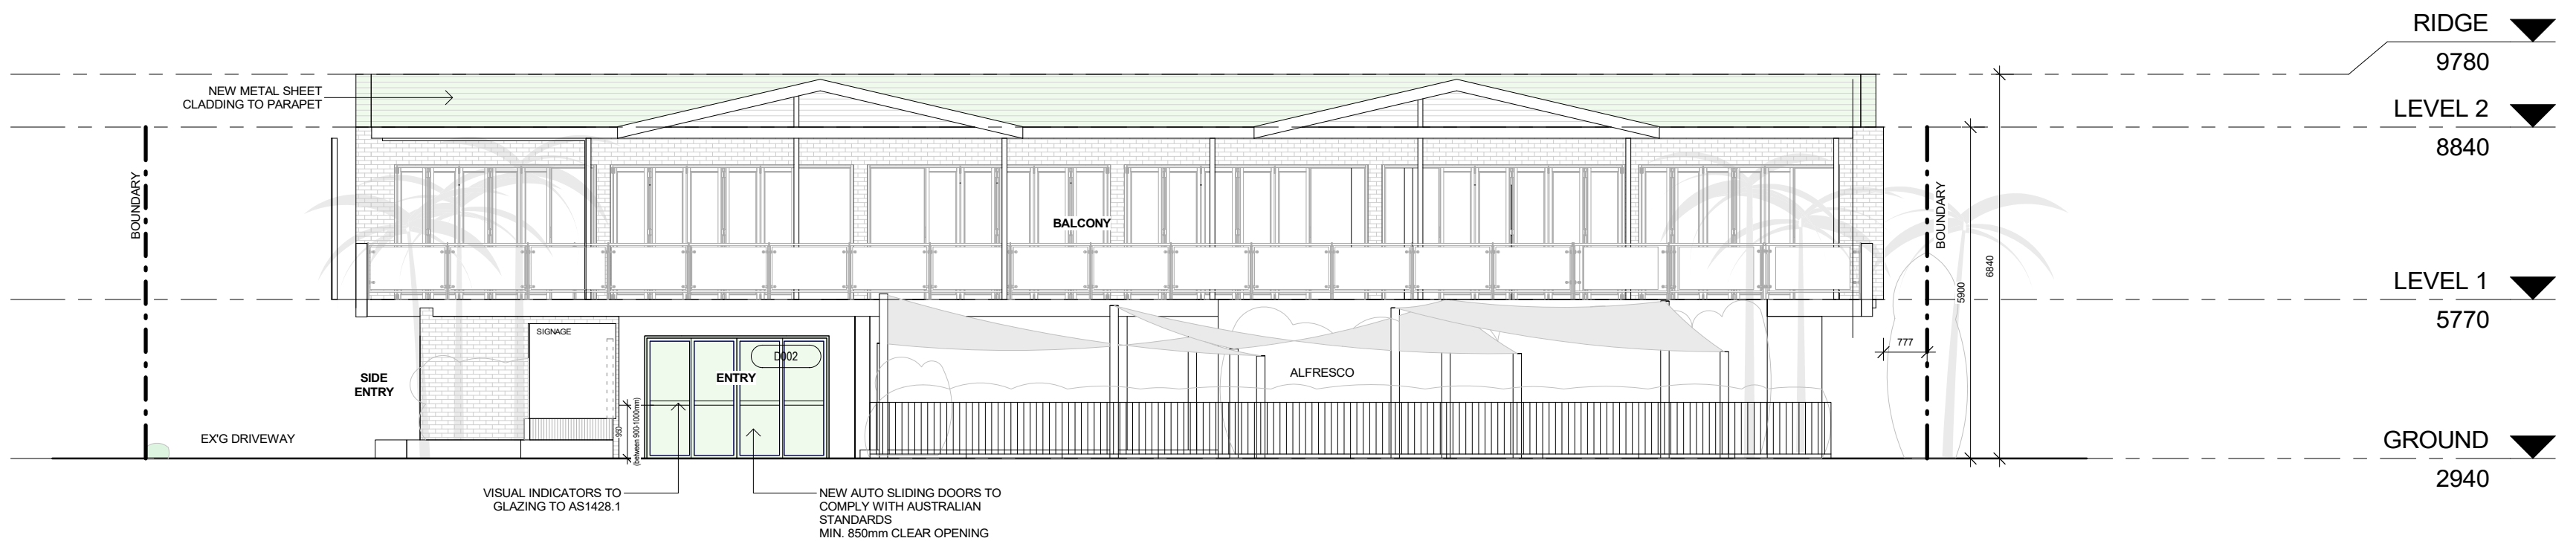 RIDGE
9780
LEVEL 2
8840
LEVEL 1
5770
GROUND
2940
NEW METAL SHEET
CLADDING TO PARAPET
BOUNDARY
BALCONY
BOUNDARY
6840
5900
777
SIGNAGE
D002
SIDE
ENTRY
ENTRY
ALFRESCO
EX'G DRIVEWAY
950
(between 900-1000mm)
VISUAL INDICATORS TO
GLAZING TO AS1428.1
NEW AUTO SLIDING DOORS TO
COMPLY WITH AUSTRALIAN
STANDARDS
MIN. 850mm CLEAR OPENING